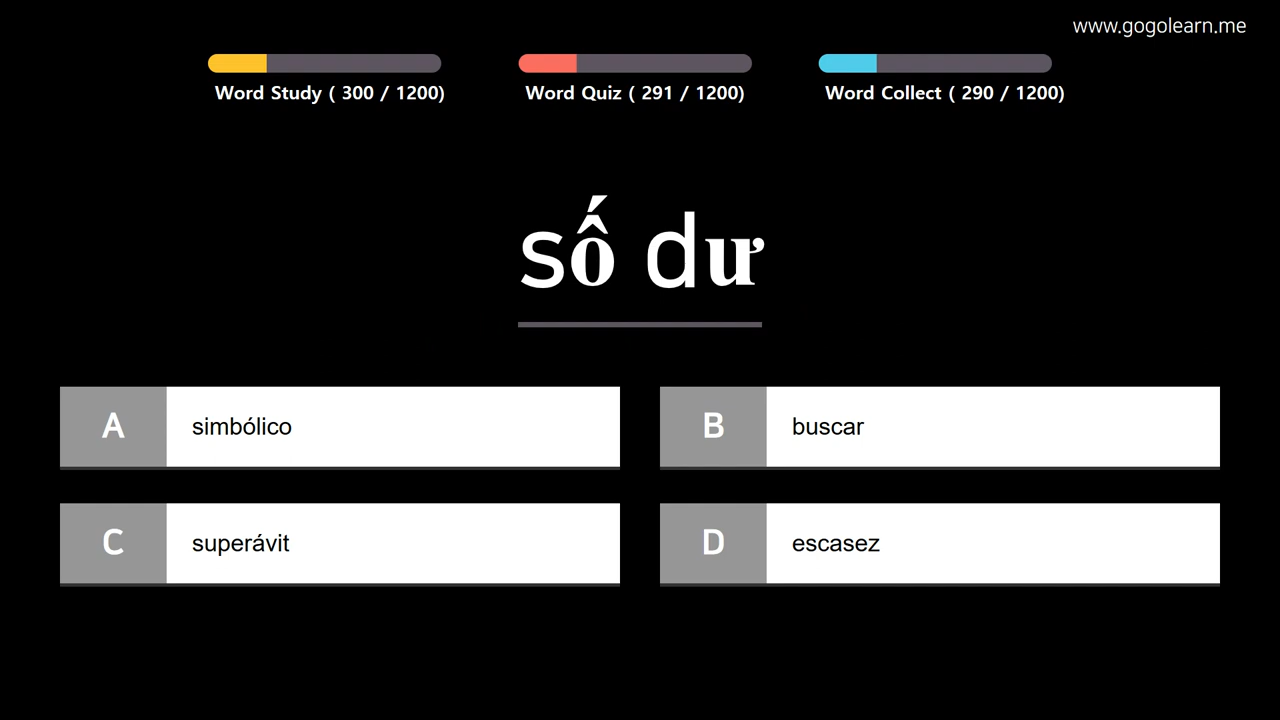 www.gogolearn.me
Word Study ( 300 / 1200)
Word Quiz ( 291 / 1200)
Word Collect ( 290 / 1200)
số dư
A simbólico
B buscar
C superávit
D escasez